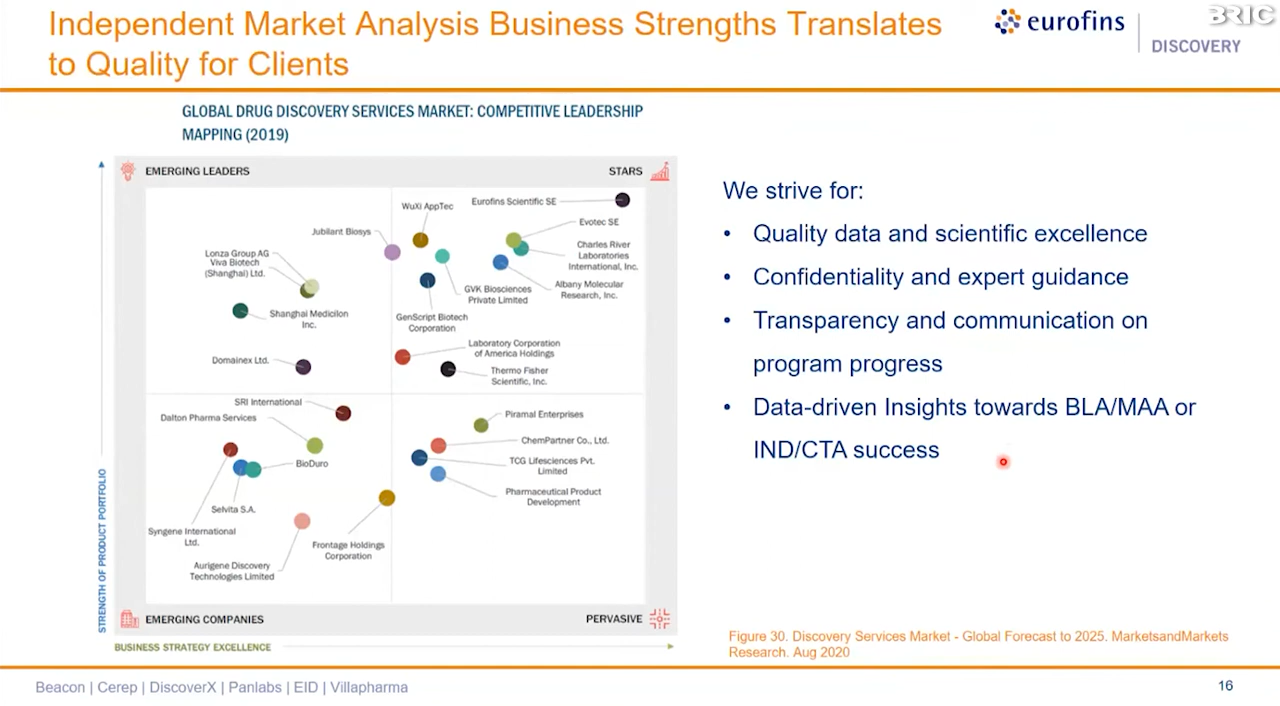 Independent Market Analysis Business Strengths Translates
to Quality for Clients
eurofins
DISCOVERY
BRIC
GLOBAL DRUG DISCOVERY SERVICES MARKET: COMPETITIVE LEADERSHIP
MAPPING (2019)
EMERGING LEADERS
STARS
WuXi AppTec
Eurofins Scientific SE
Evotec SE
Jubilant Biosys
Charles River
Laboratories
International, Inc.
Lonza Group AG
Viva Biotech
(Shanghai) Ltd.
Albany Molecular
Research, Inc.
GVK Biosciences
Private Limited
Shanghai Medicilon
Inc.
GenScript Biotech
Corporation
Laboratory Corporation
of America Holdings
Domainex Ltd.
Thermo Fisher
Scientific, Inc.
SRI International
Dalton Pharma Services
Piramal Enterprises
ChemPartner Co., Ltd.
BioDuro
TCG Lifesciences Pvt.
Limited
Pharmaceutical Product
Development
Selvita S.A.
Syngene International
Ltd.
Frontage Holdings
Corporation
Aurigene Discovery
Technologies Limited
EMERGING COMPANIES
PERVASIVE
STRENGTH OF PRODUCT PORTFOLIO
BUSINESS STRATEGY EXCELLENCE
We strive for:
• Quality data and scientific excellence
• Confidentiality and expert guidance
• Transparency and communication on
program progress
• Data-driven Insights towards BLA/MAA or
IND/CTA success
Figure 30. Discovery Services Market - Global Forecast to 2025. MarketsandMarkets
Research. Aug 2020
Beacon | Cerep | DiscoverX | Panlabs | EID | Villapharma
16